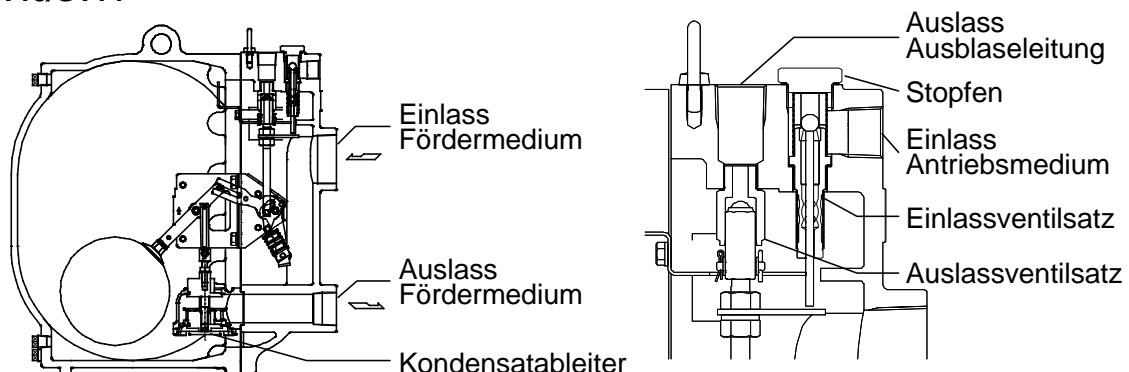 Einlass
Fördermedium
Auslass
Fördermedium
Kondensatableiter
Auslass
Ausblaseleitung
Stopfen
Einlass
Antriebsmedium
Einlassventilsatz
Auslassventilsatz